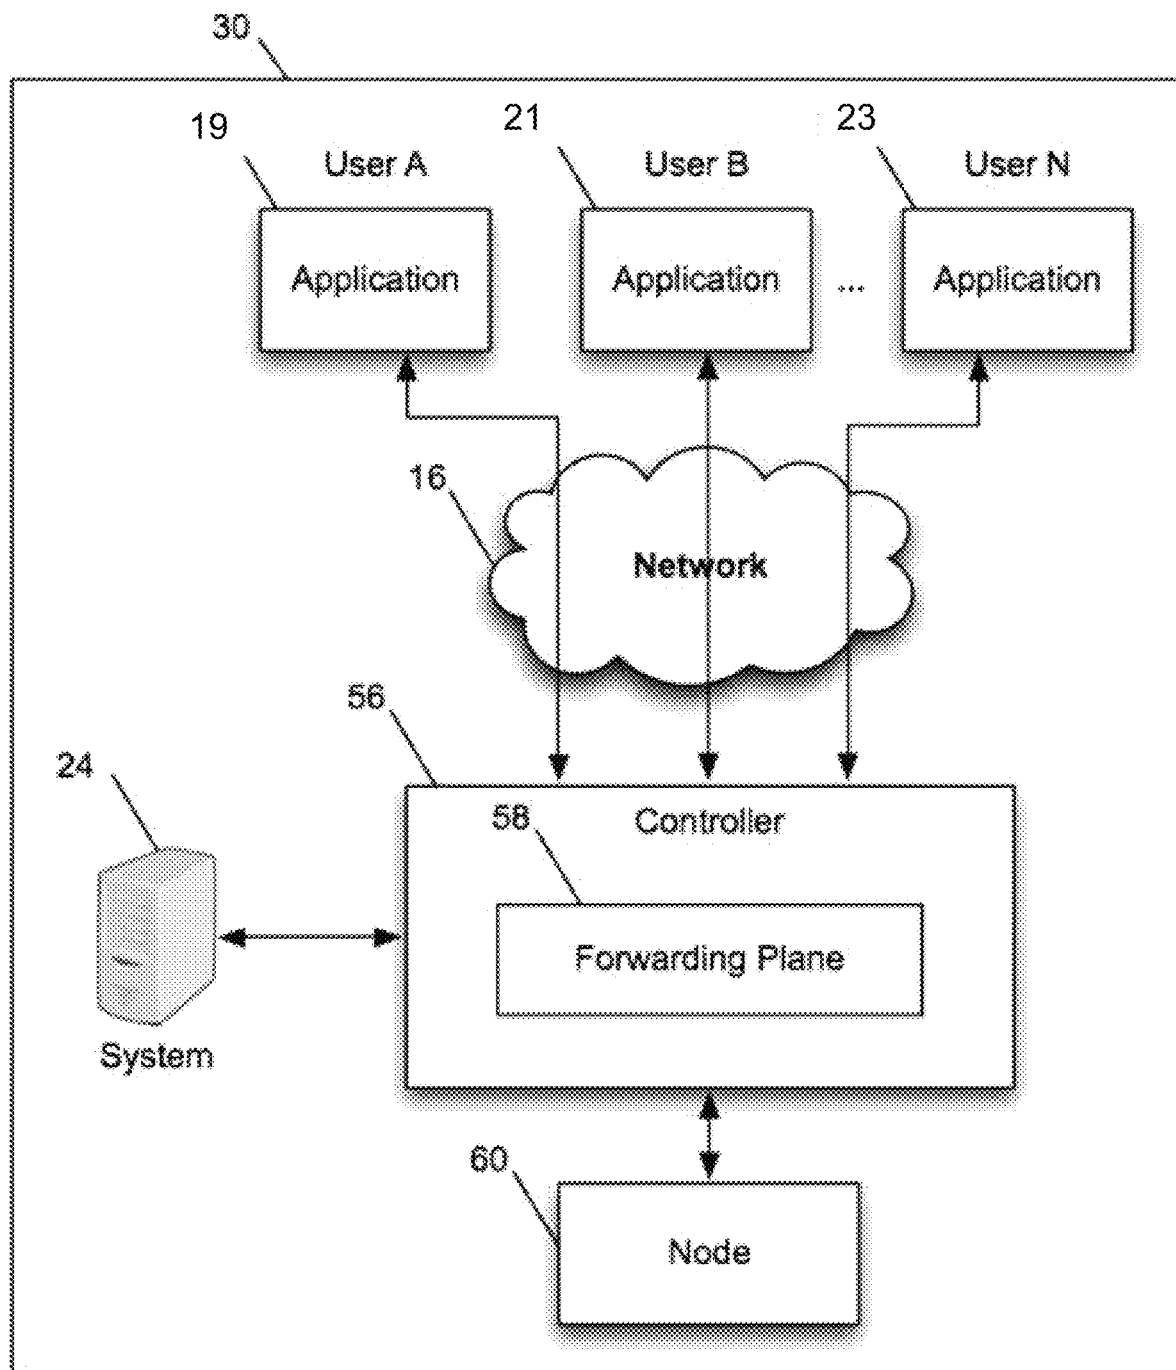 30
19
21
23
User A
User B
User N
Application
Application
...
Application
16
Network
56
24
58
Controller
Forwarding Plane
System
60
Node